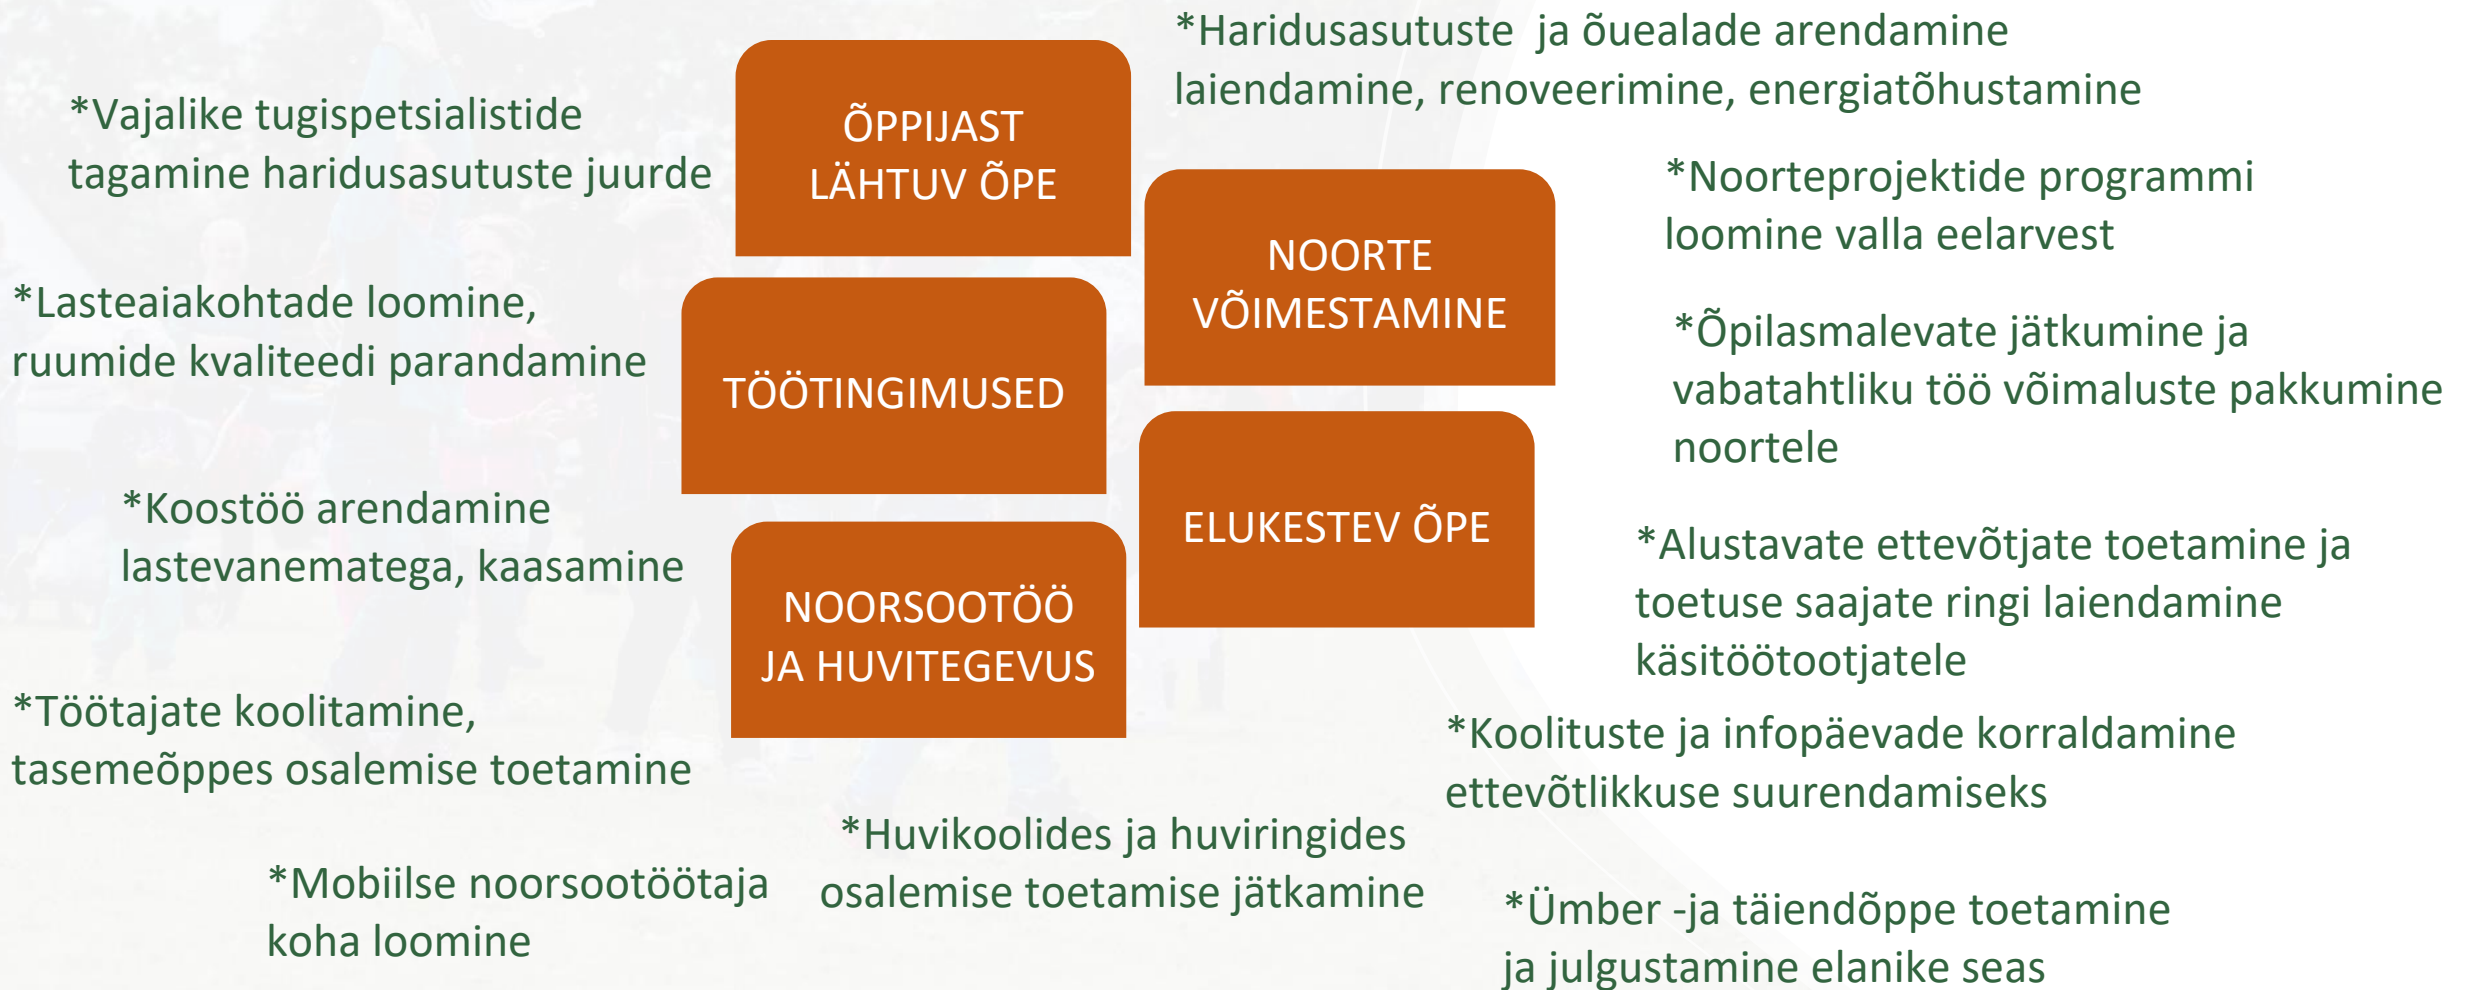 *Haridusasutuste ja õuealade arendamine
laiendamine, renoveerimine, energiatõhustamine
*Vajalike tugispetsialistide
tagamine haridusasutuste juurde
ÕPPIJAST
LÄHTUV ÕPE
*Noorteprojektide programmi
loomine valla eelarvest
NOORTE
VÕIMESTAMINE
*Lasteaiakohtade loomine,
ruumide kvaliteedi parandamine
TÖÖTINGIMUSED
*Õpilasmalevate jätkumine ja
vabatahtliku töö võimaluste pakkumine
noortele
*Koostöö arendamine
lastevanematega, kaasamine
ELUKESTEV ÕPE
*Alustavate ettevõtjate toetamine ja
toetuse saajate ringi laiendamine
käsitöötootjatele
NOORSOOTÖÖ
JA HUVITEGEVUS
*Töötajate koolitamine,
tasemeõppes osalemise toetamine
*Koolituste ja infopäevade korraldamine
ettevõtlikkuse suurendamiseks
*Huvikoolides ja huviringides
osalemise toetamise jätkamine
*Mobiilse noorsootöötaja
koha loomine
*Ümber -ja täiendõppe toetamine
ja julgustamine elanike seas